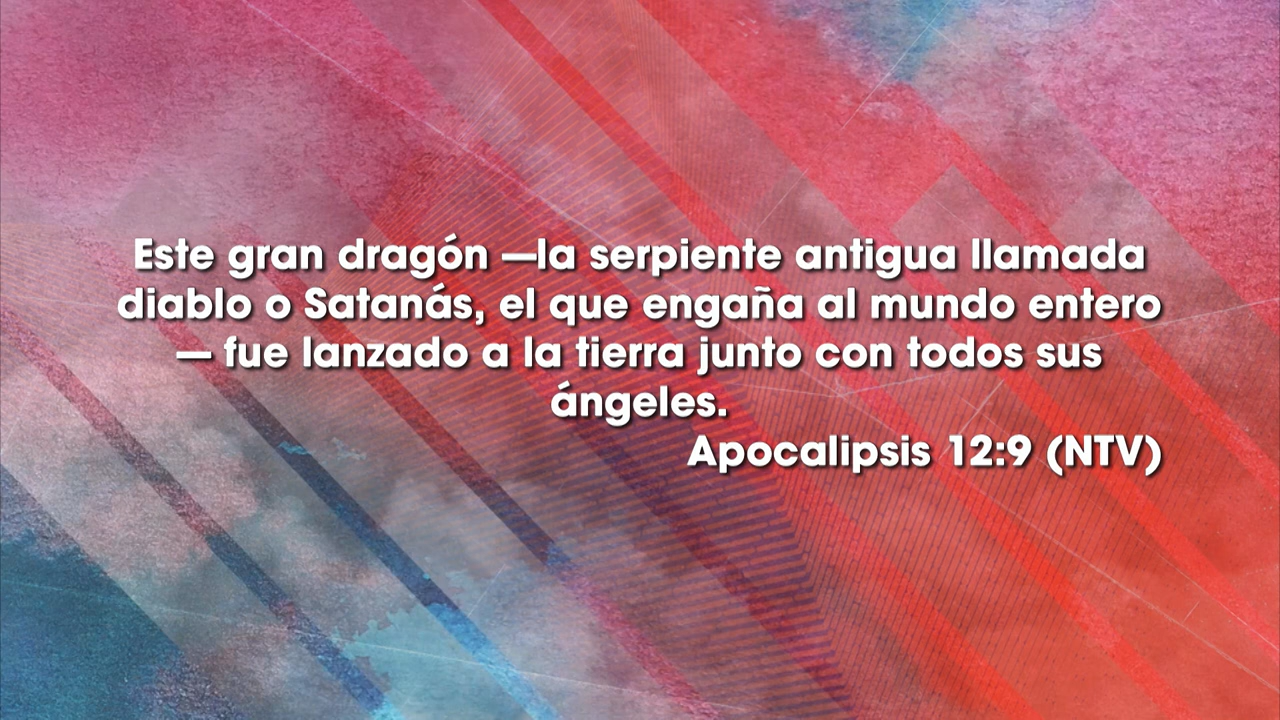 Este gran dragón —la serpiente antigua llamada
diablo o Satanás, el que engaña al mundo entero
— fue lanzado a la tierra junto con todos sus
ángeles.
Apocalipsis 12:9 (NTV)